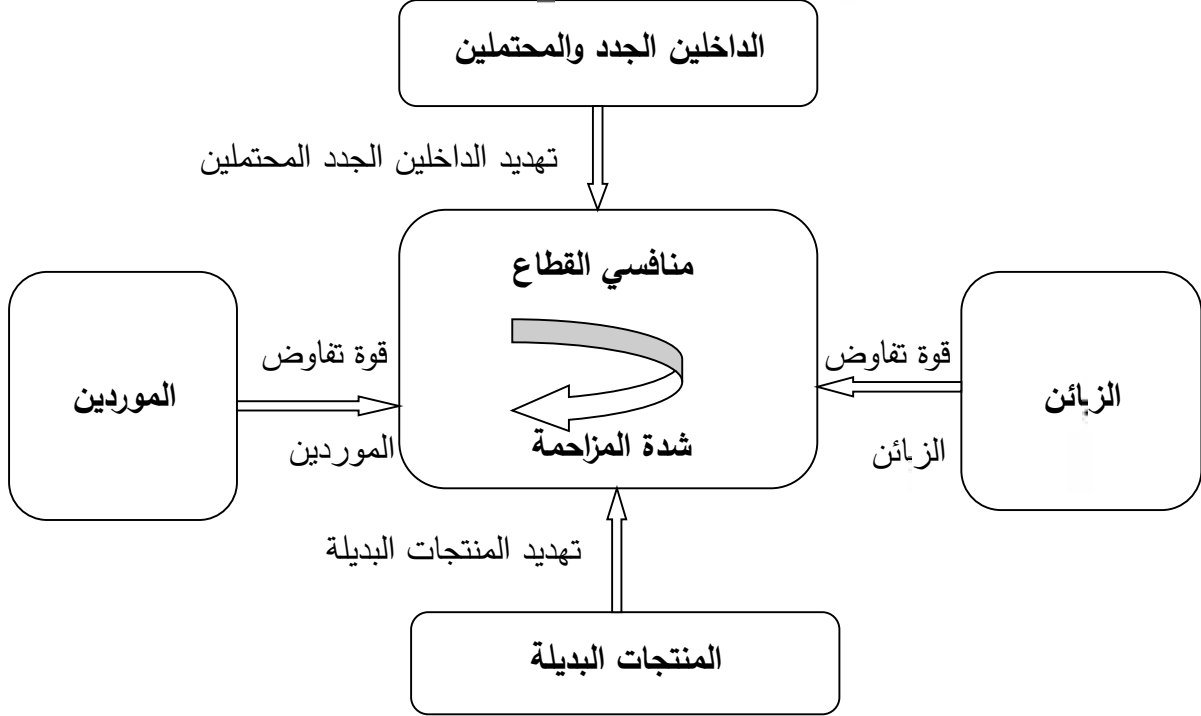 الداخلين الجدد والمحتملين
تهديد الداخلين الجدد المحتملين
منافسي القطاع
قوة تفاوض
الزبائن
الزبائن
قوة تفاوض
الموردين
الموردين
شدة المزاحمة
تهديد المنتجات البديلة
المنتجات البديلة